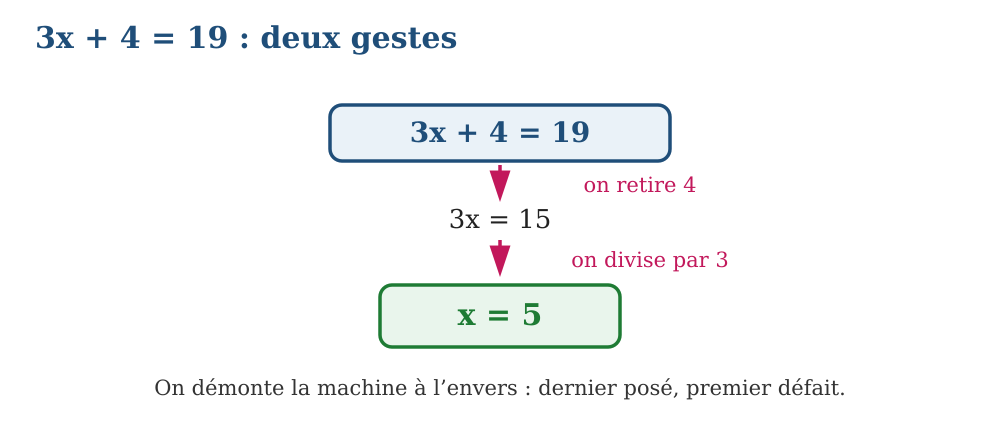 3x + 4 = 19 : deux gestes
3x + 4 = 19
on retire 4
3x = 15
on divise par 3
x = 5
On démonte la machine à l’envers : dernier posé, premier défait.